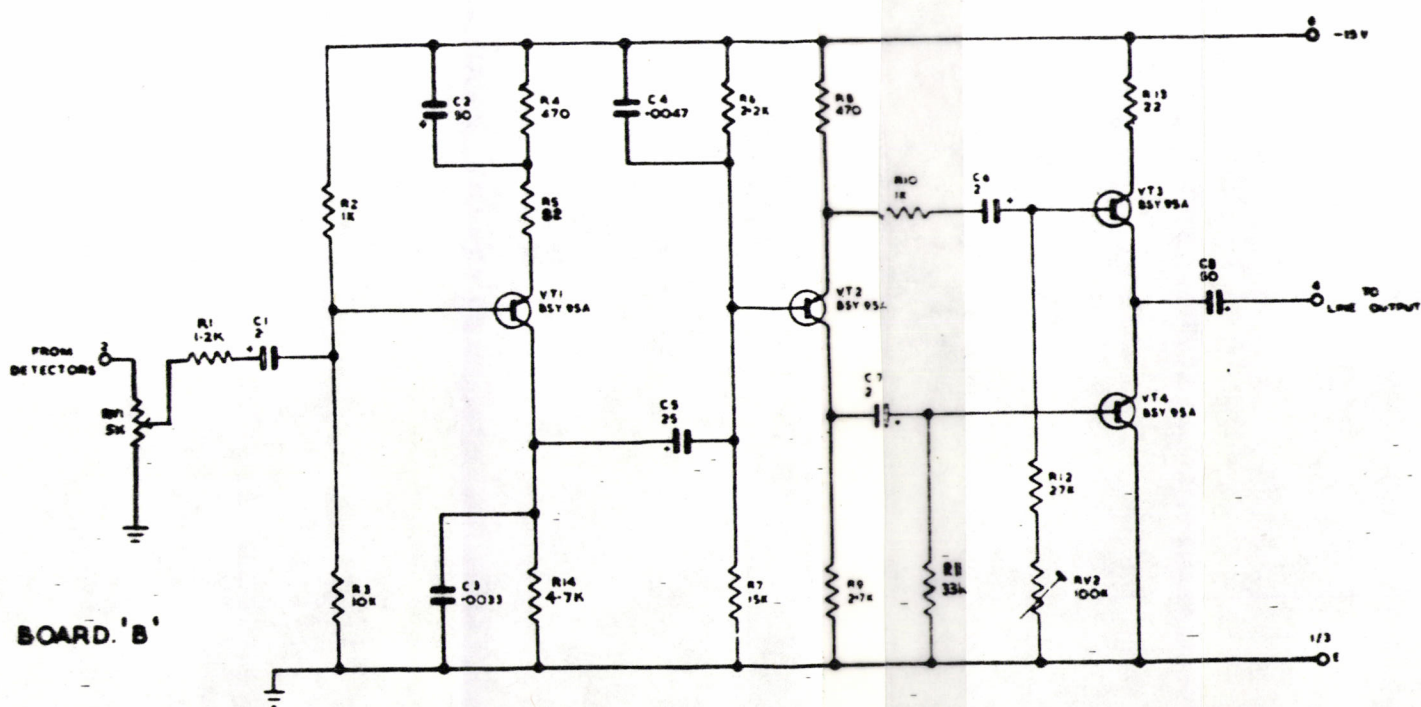 6
-15V
C2
50
R4
470
C4
·0047
R6
2·2K
R8
470
R13
22
R2
1K
R5
82
R10
1K
C6
2
+
VT3
BSY 95A
VT1
BSY 95A
VT2
BSY 95A
C8
50
+
4
TO
LINE OUTPUT
R1
1·2K
C1
+ 2
2
FROM
DETECTORS
5K
C7
2
+
VT4
BSY 95A
C5
25
+
R12
27K
R3
10K
C3
·0033
R14
4·7K
R7
15K
R9
2·7K
33K
RV2
100K
BOARD. 'B'
1/3
E